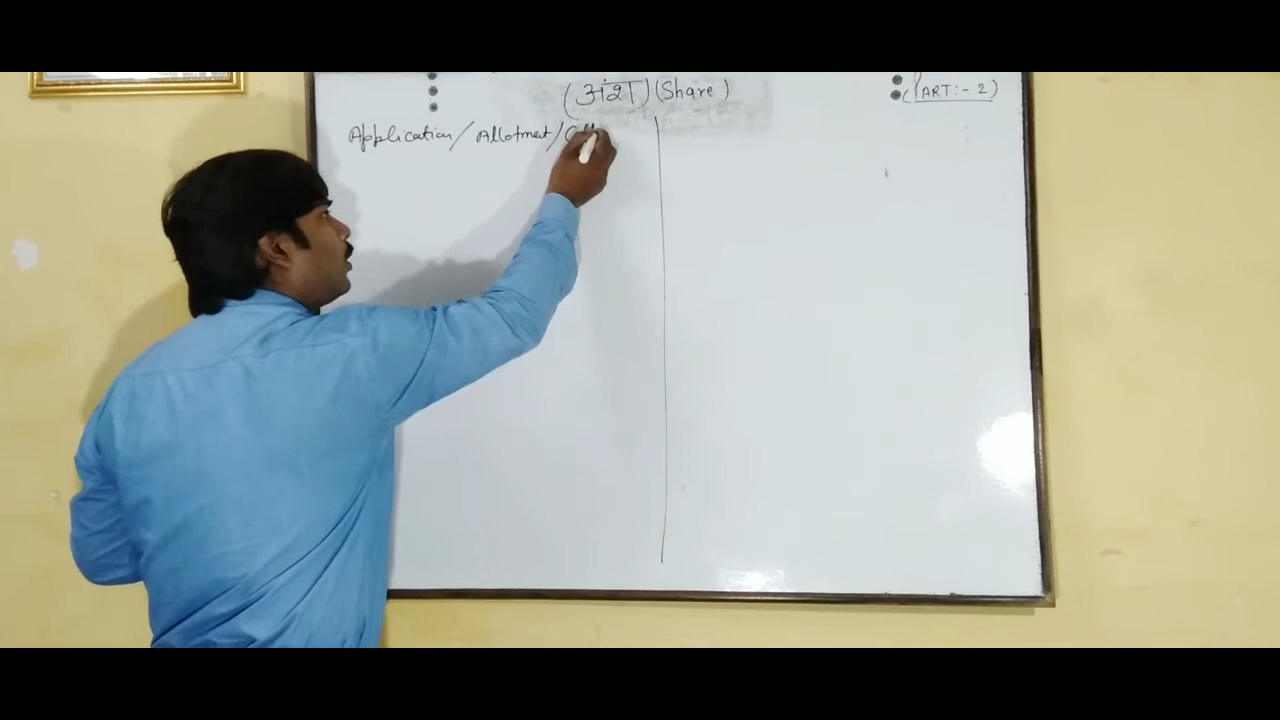 (अंश) (Share)
(PART:- 2)
Application/ Allotment/